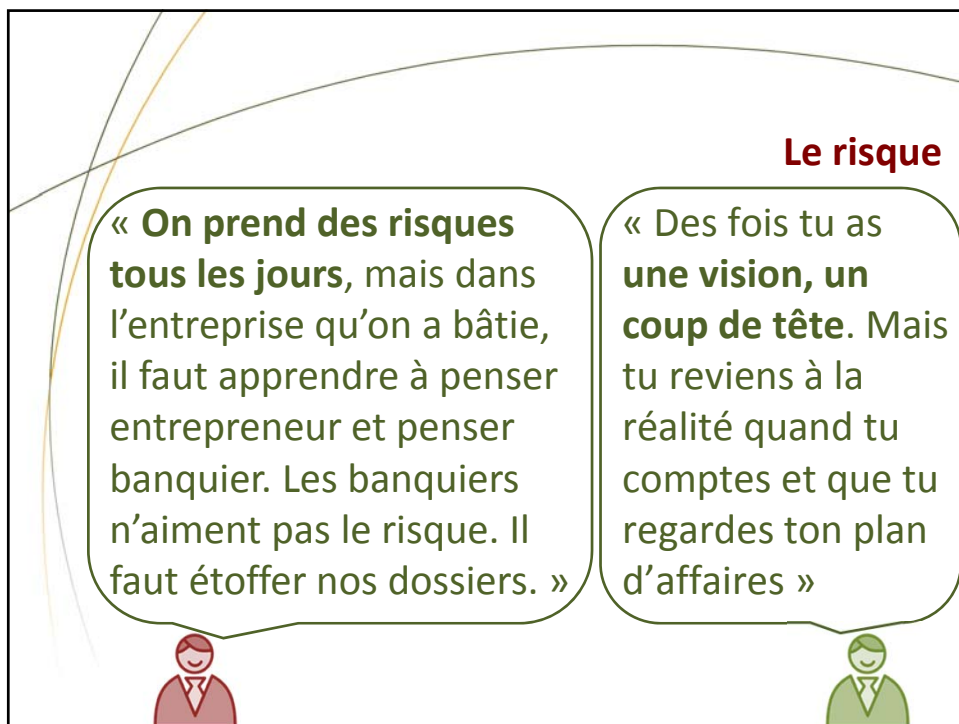 Le risque
« On prend des risques
tous les jours, mais dans
l’entreprise qu’on a bâtie,
il faut apprendre à penser
entrepreneur et penser
banquier. Les banquiers
n’aiment pas le risque. Il
faut étoffer nos dossiers. »
« Des fois tu as
une vision, un
coup de tête. Mais
tu reviens à la
réalité quand tu
comptes et que tu
regardes ton plan
d’affaires »